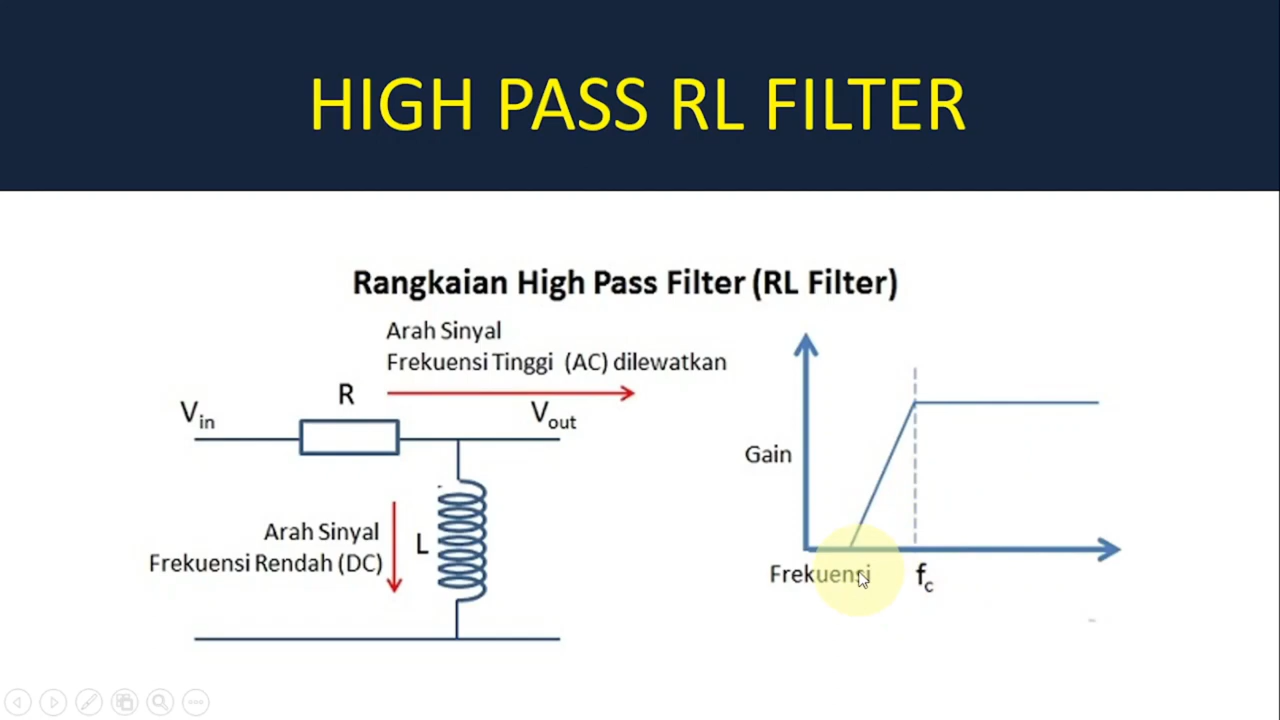 HIGH PASS RL FILTER
Rangkaian High Pass Filter (RL Filter)
Arah Sinyal
Frekuensi Tinggi (AC) dilewatkan
R
Vin
Vout
Arah Sinyal
Frekuensi Rendah (DC)
L
Gain
Frekuensi
fc